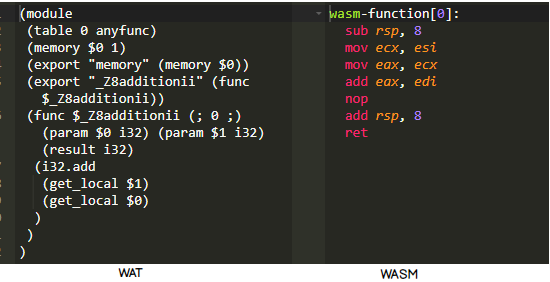 (module
(table 0 anyfunc)
(memory $0 1)
(export "memory" (memory $0))
(export "_Z8additionii" (func
$_Z8additionii))
(func $_Z8additionii (; 0 ;)
(param $0 i32) (param $1 i32)
(result i32)
(i32.add
(get_local $1)
(get_local $0)
)
)
)
WAT
wasm-function[0]:
sub rsp, 8
mov ecx, esi
mov eax, ecx
add eax, edi
nop
add rsp, 8
ret
WASM